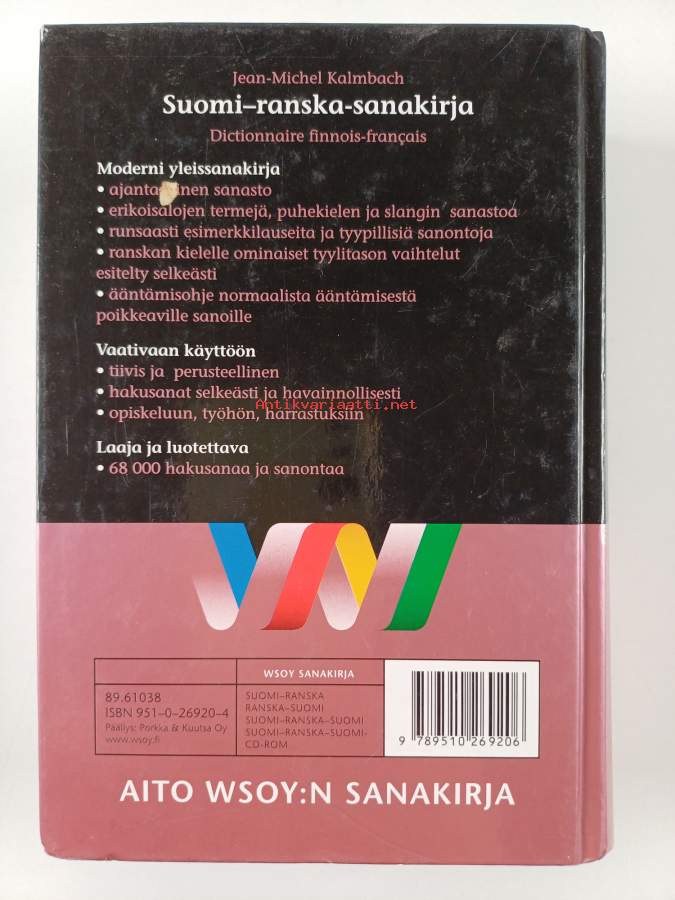 Jean-Michel Kalmbach
Suomi–ranska-sanakirja
Dictionnaire finnois-français
Moderni yleissanakirja
• sanasto
• erikoisalojen termejä, puhekielen ja slangin sanastoa
• runsaasti esimerkkilauseita ja tyypillisiä sanontoja
• ranskan kielelle ominaiset tyylitason vaihtelut
esitelty selkeästi
• ääntämisohje normaalista ääntämisestä
poikkeaville sanoille
Vaativaan käyttöön
• tiivis ja perusteellinen
• hakusanat selkeästi ja havainnollisesti
Antikvariaatti.net
• opiskeluun, työhön, harrastuksiin
Laaja ja luotettava
• 68 000 hakusanaa ja sanontaa
WSOY SANAKIRJA
89.61038
ISBN 951–0–26920–4
Päällys: Porkka & Kuutsa Oy
www.wsoy.fi
SUOMI–RANSKA
RANSKA–SUOMI
SUOMI–RANSKA–SUOMI
SUOMI–RANSKA–SUOMI-
CD-ROM
9 789510 269206
AITO WSOY:N SANAKIRJA